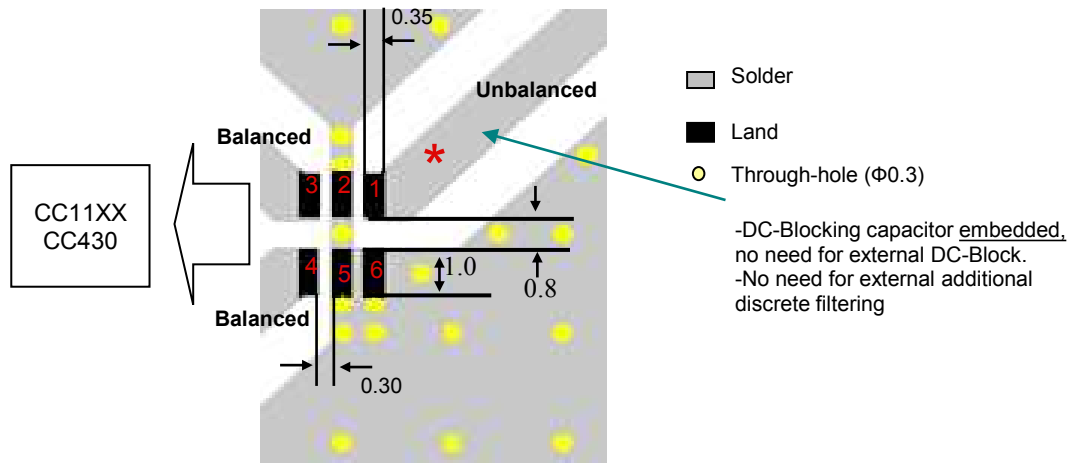 0.35
Unbalanced
Balanced
*
3 2 1
CC11XX
CC430
4 5 6
1.0
0.8
Balanced
0.30
Solder
Land
Through-hole (Φ0.3)
-DC-Blocking capacitor embedded,
no need for external DC-Block.
-No need for external additional
discrete filtering